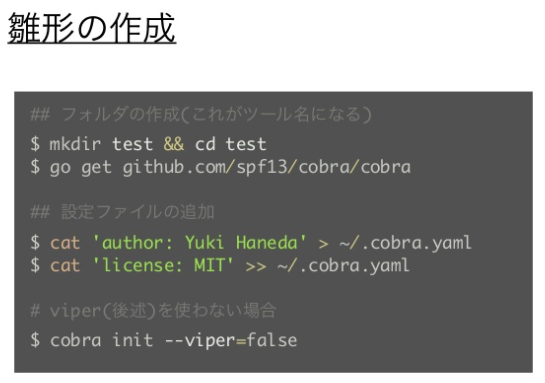 雛形の作成
## フォルダの作成(これがツール名になる)
$ mkdir test && cd test
$ go get github.com/spf13/cobra/cobra
## 設定ファイルの追加
$ cat 'author: Yuki Haneda' > ~/.cobra.yaml
$ cat 'license: MIT' >> ~/.cobra.yaml
# viper(後述)を使わない場合
$ cobra init --viper=false